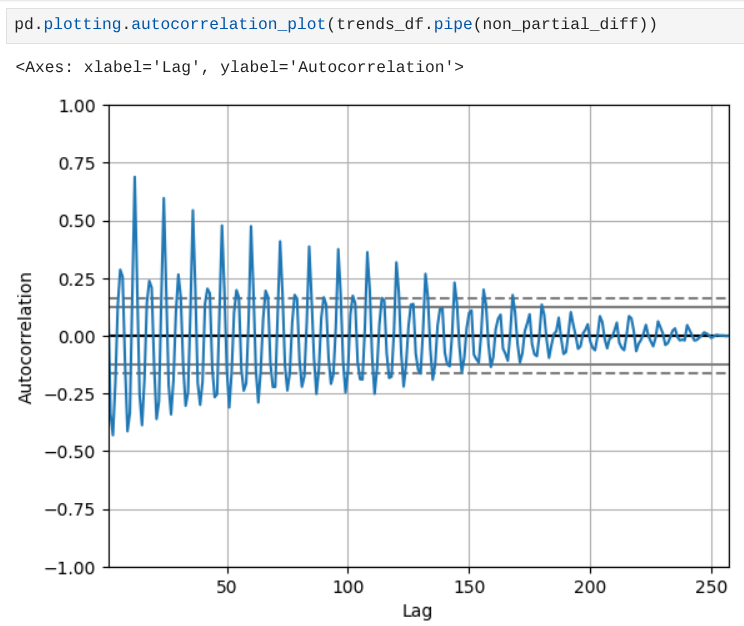 pd.plotting.autocorrelation_plot(trends_df.pipe(non_partial_diff))
<Axes: xlabel='Lag', ylabel='Autocorrelation'>
1.00
0.75
0.50
0.25
0.00
−0.25
−0.50
−0.75
−1.00
Autocorrelation
50 100 150 200 250
Lag